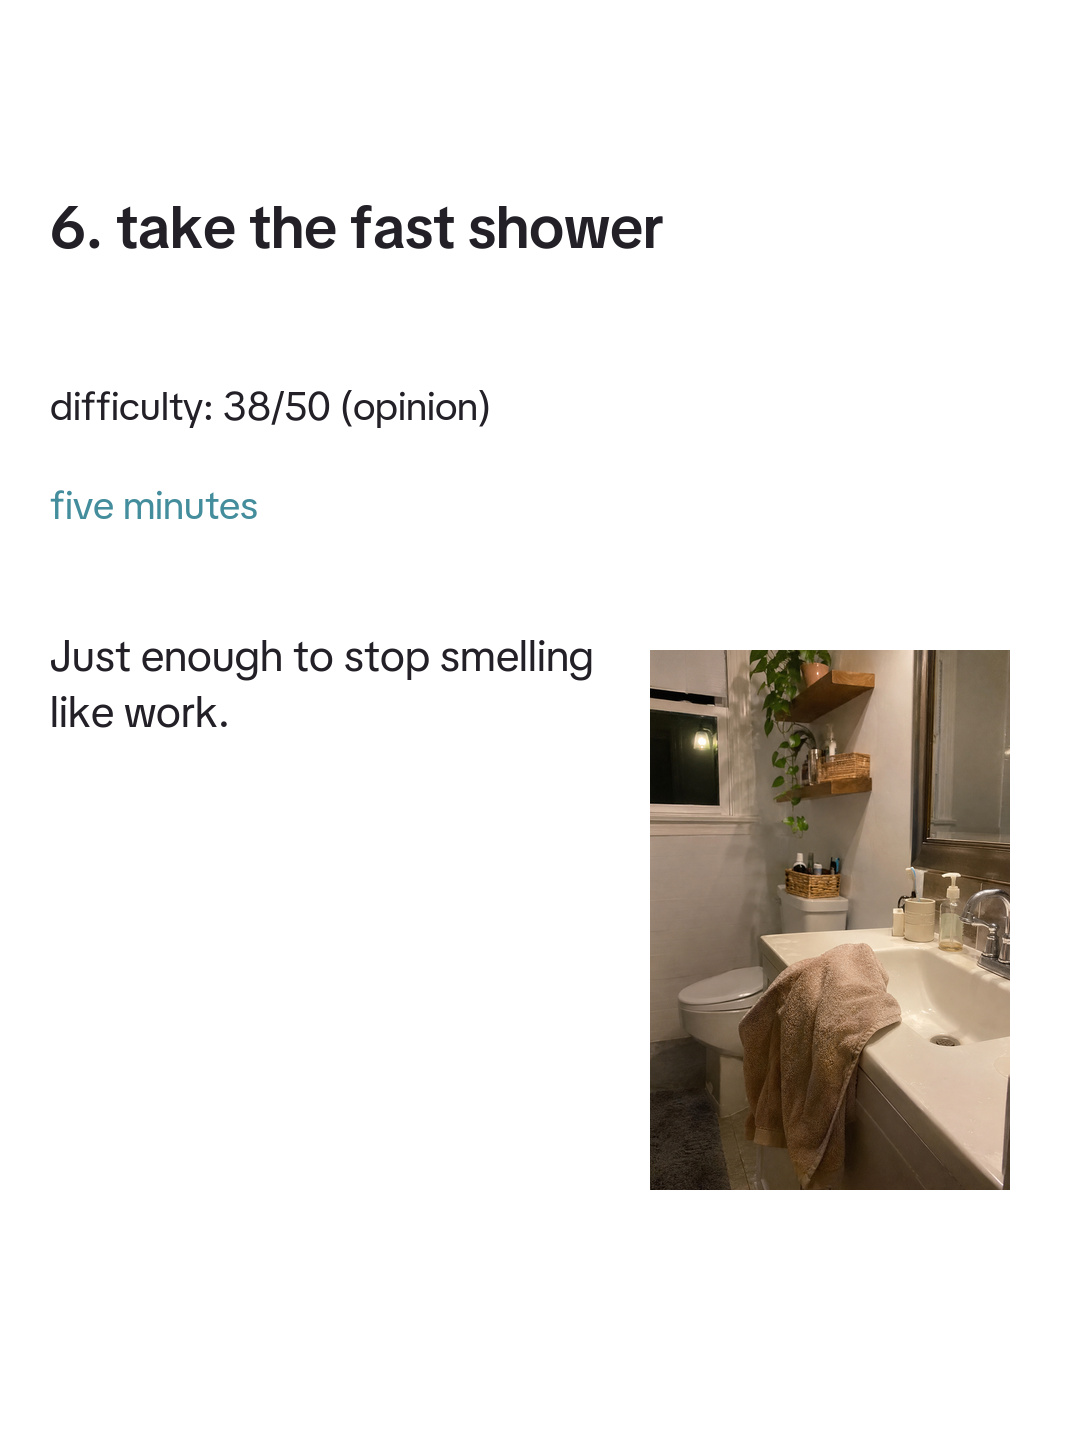 6. take the fast shower
difficulty: 38/50 (opinion)
five minutes
Just enough to stop smelling
like work.